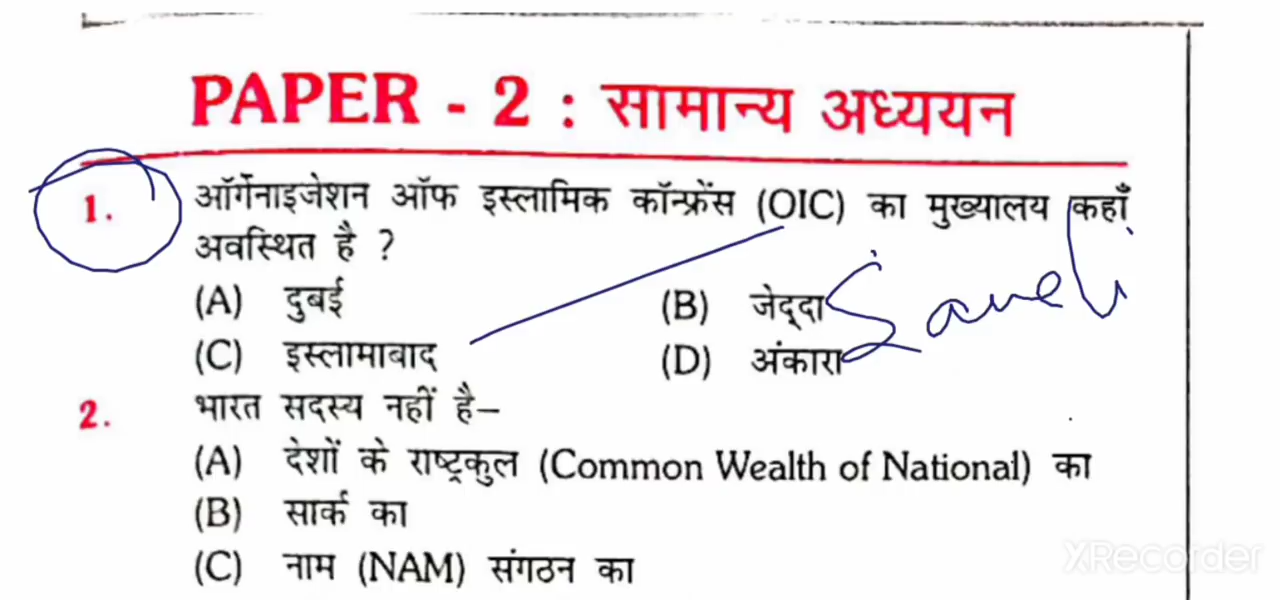 PAPER - 2 : सामान्य अध्ययन
1. ऑर्गेनाइजेशन ऑफ इस्लामिक कॉन्फ्रेंस (OIC) का मुख्यालय कहाँ
अवस्थित है ?
(A) दुबई (B) जेद्दा
(C) इस्लामाबाद (D) अंकारा
2. भारत सदस्य नहीं है–
(A) देशों के राष्ट्रकुल (Common Wealth of National) का
(B) सार्क का
(C) नाम (NAM) संगठन का
XRecorder